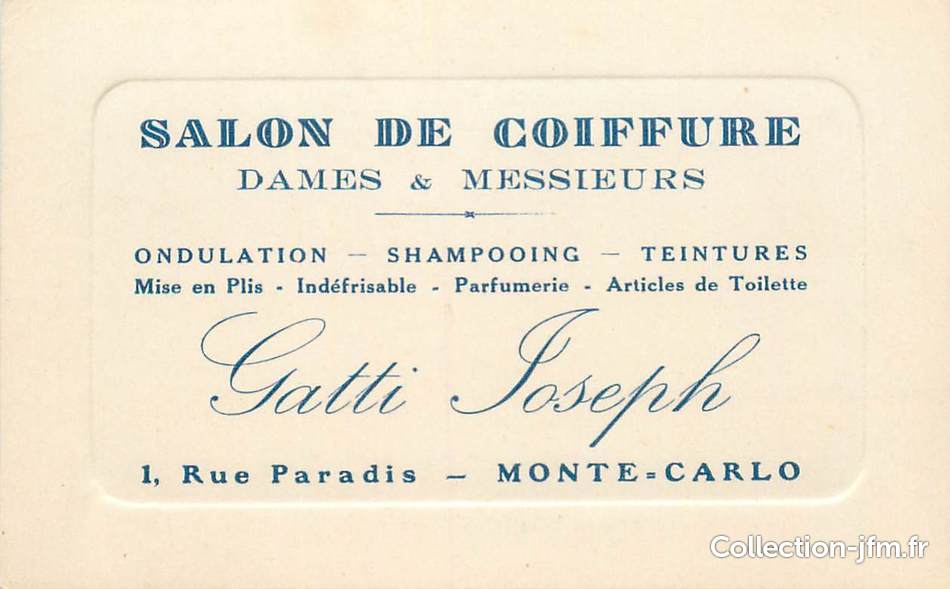 SALON DE COIFFURE
DAMES & MESSIEURS
ONDULATION — SHAMPOOING — TEINTURES
Mise en Plis - Indéfrisable - Parfumerie - Articles de Toilette
Gatti Joseph
1, Rue Paradis — MONTE=CARLO
Collection-jfm.fr